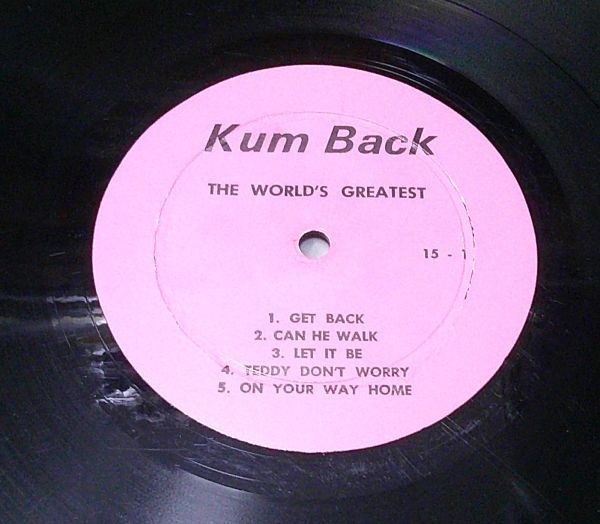 Kum Back
THE WORLD'S GREATEST
15 - 1
1. GET BACK
2. CAN HE WALK
3. LET IT BE
4. TEDDY DON'T WORRY
5. ON YOUR WAY HOME